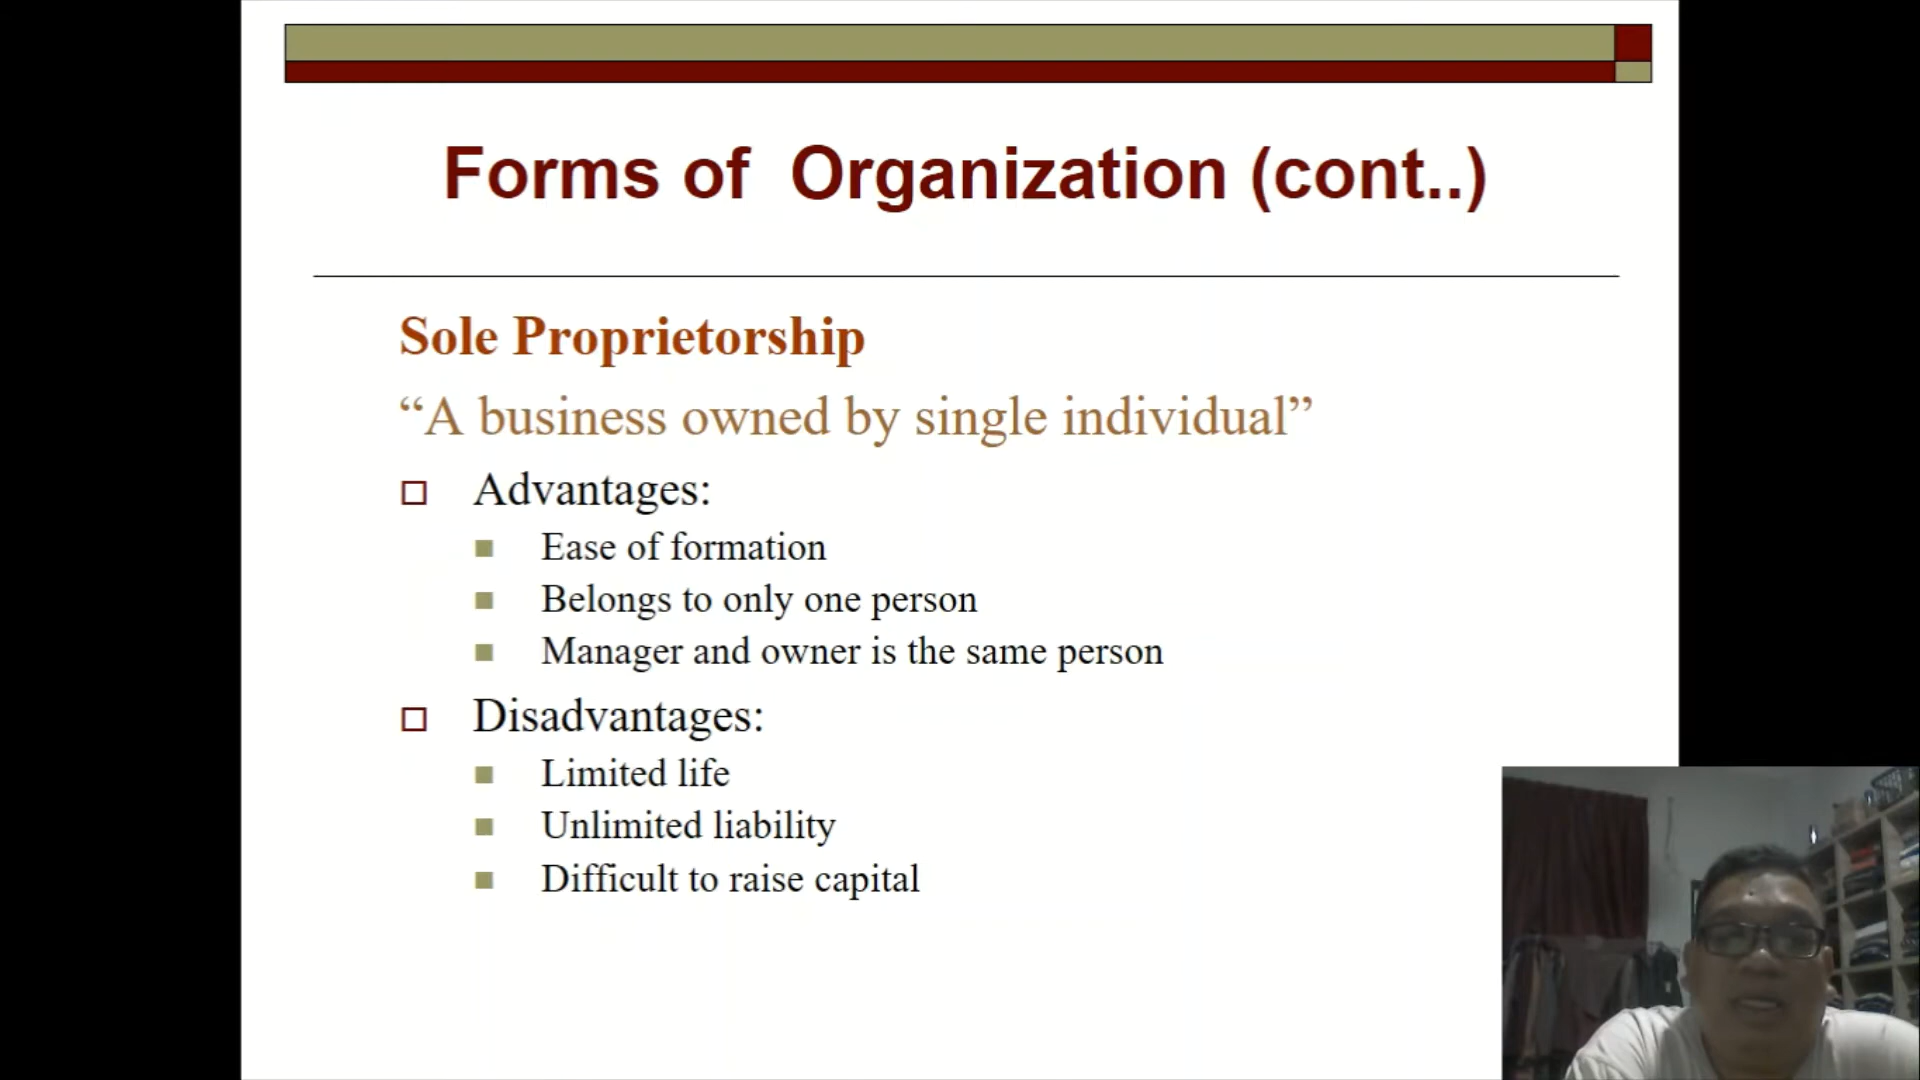 Forms of  Organization (cont..)
Sole Proprietorship
“A business owned by single individual”
Advantages:
Ease of formation
Belongs to only one person
Manager and owner is the same person
Disadvantages:
Limited life
Unlimited liability
Difficult to raise capital